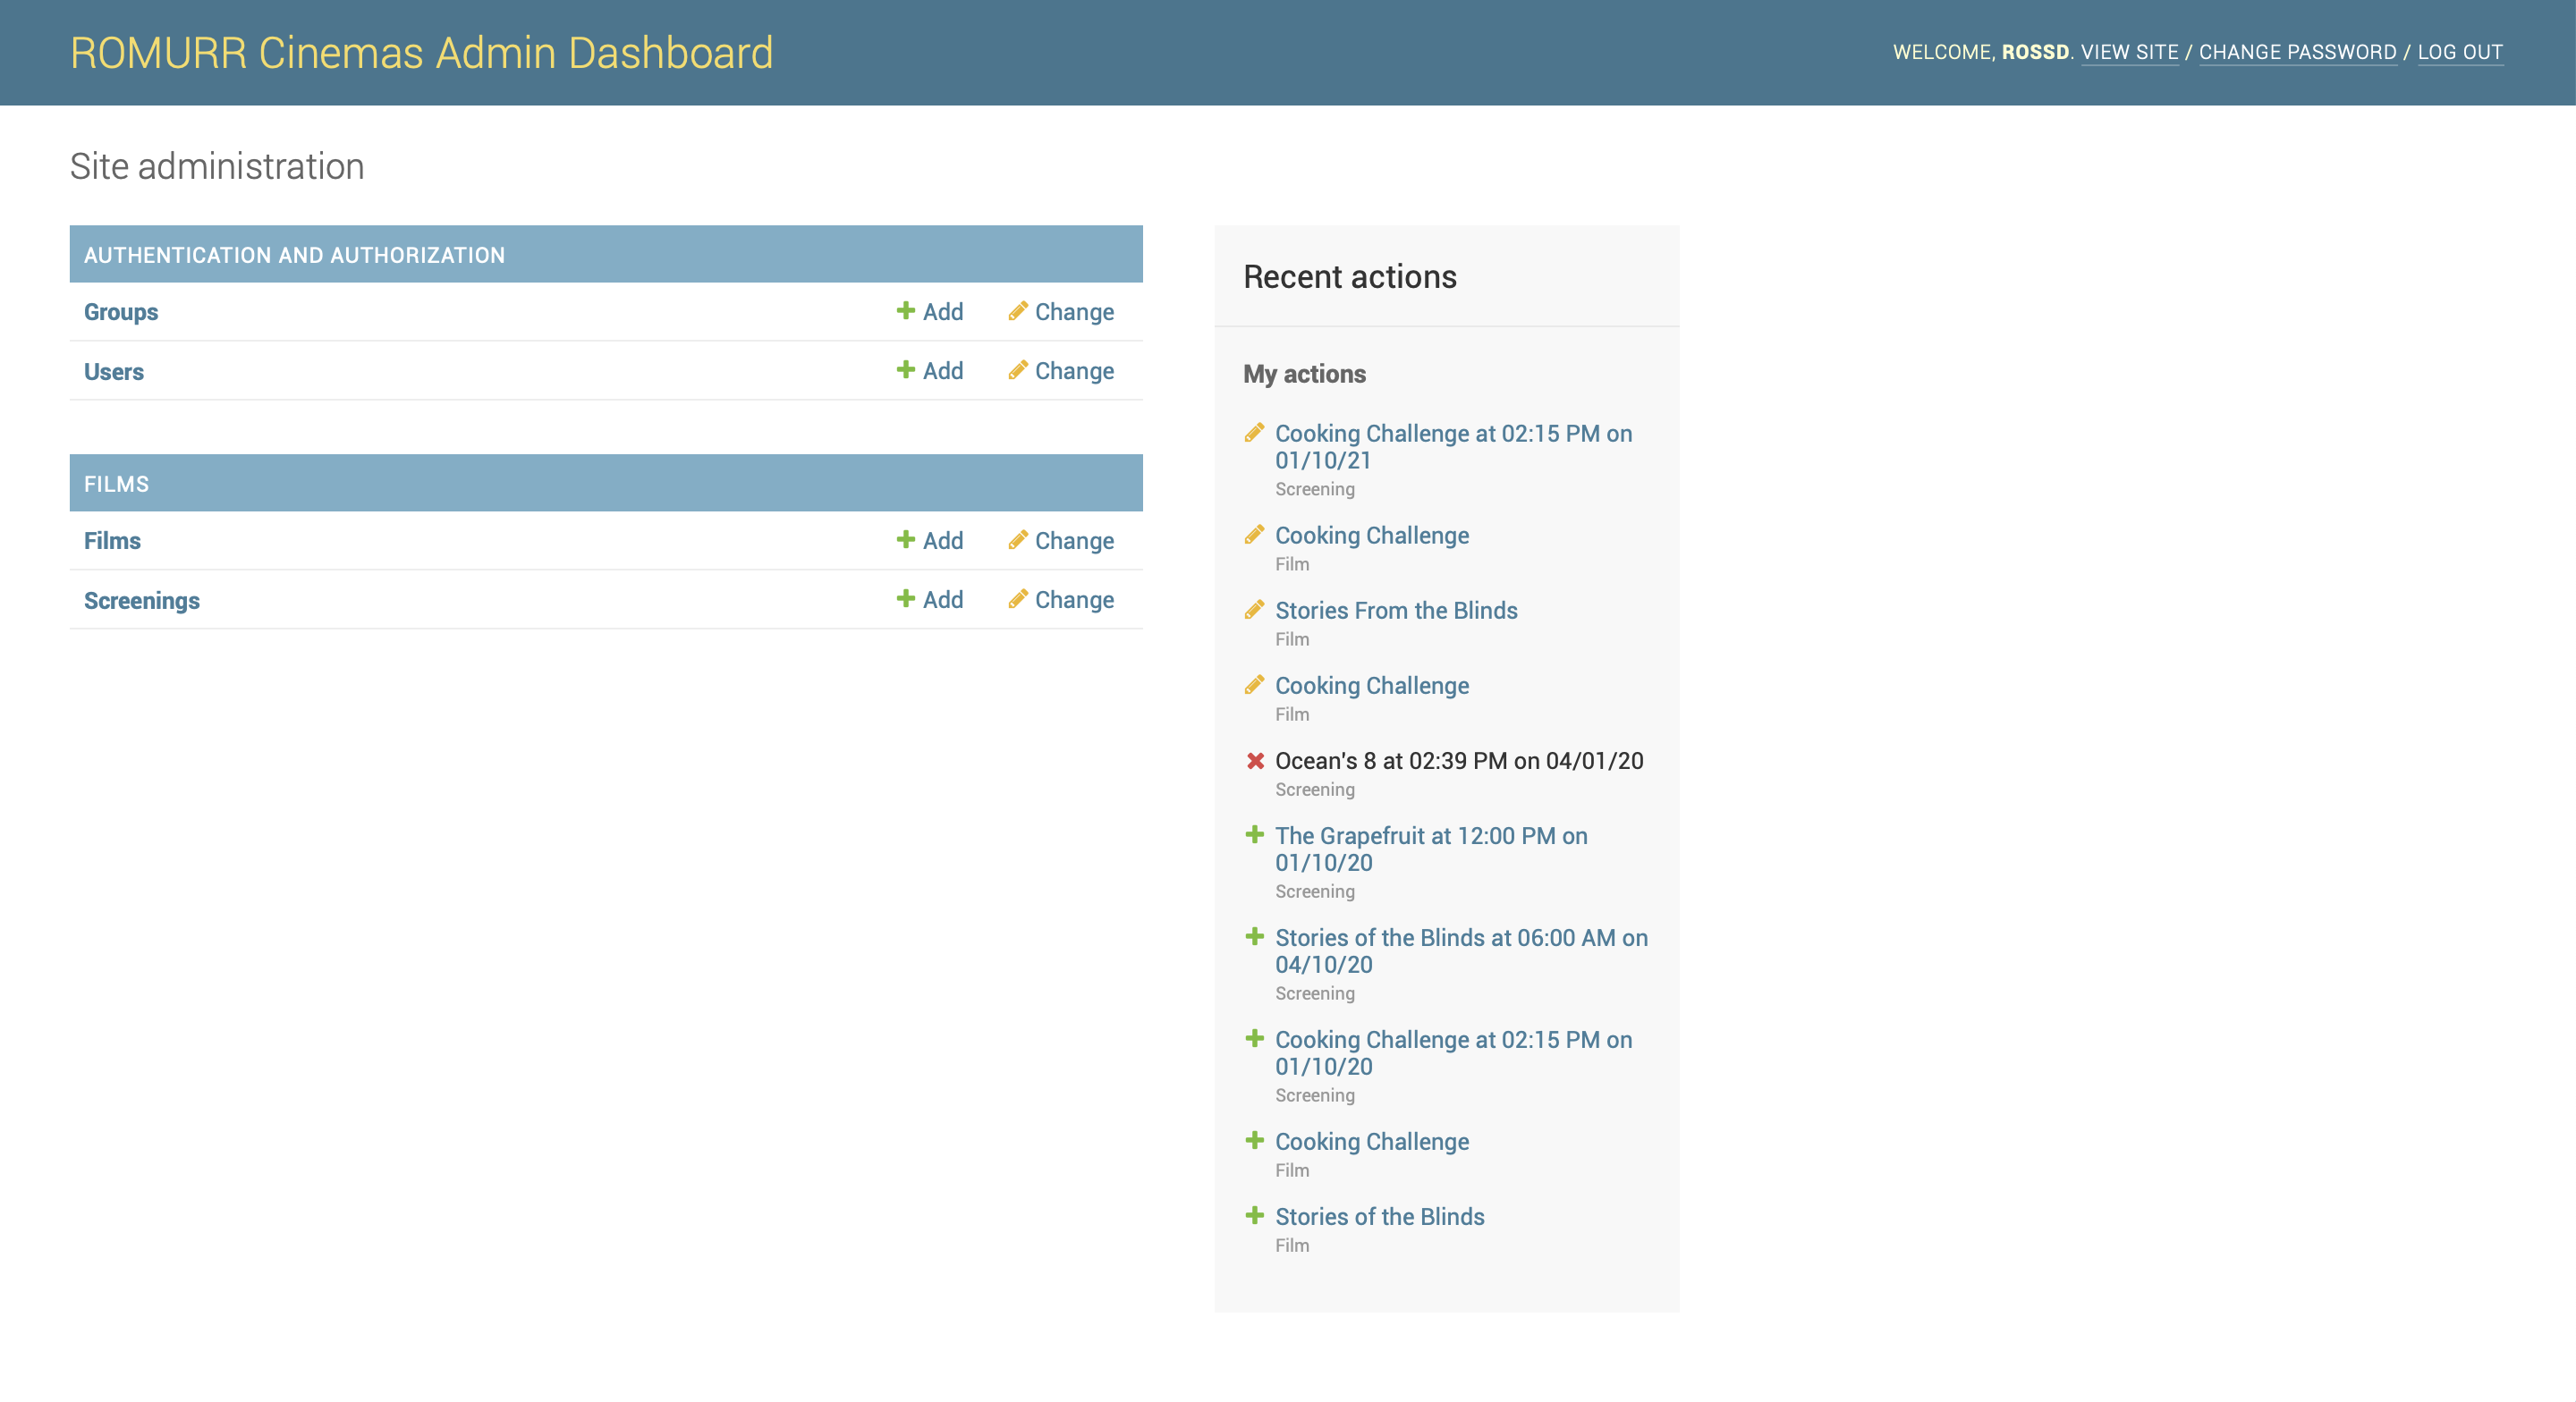 ROMURR Cinemas Admin Dashboard
WELCOME, ROSSD. VIEW SITE / CHANGE PASSWORD / LOG OUT
Site administration
AUTHENTICATION AND AUTHORIZATION
Groups Add Change
Users Add Change
FILMS
Films Add Change
Screenings Add Change
Recent actions
My actions
Cooking Challenge at 02:15 PM on
01/10/21
Screening
Cooking Challenge
Film
Stories From the Blinds
Film
Cooking Challenge
Film
Ocean's 8 at 02:39 PM on 04/01/20
Screening
The Grapefruit at 12:00 PM on
01/10/20
Screening
Stories of the Blinds at 06:00 AM on
04/10/20
Screening
Cooking Challenge at 02:15 PM on
01/10/20
Screening
Cooking Challenge
Film
Stories of the Blinds
Film